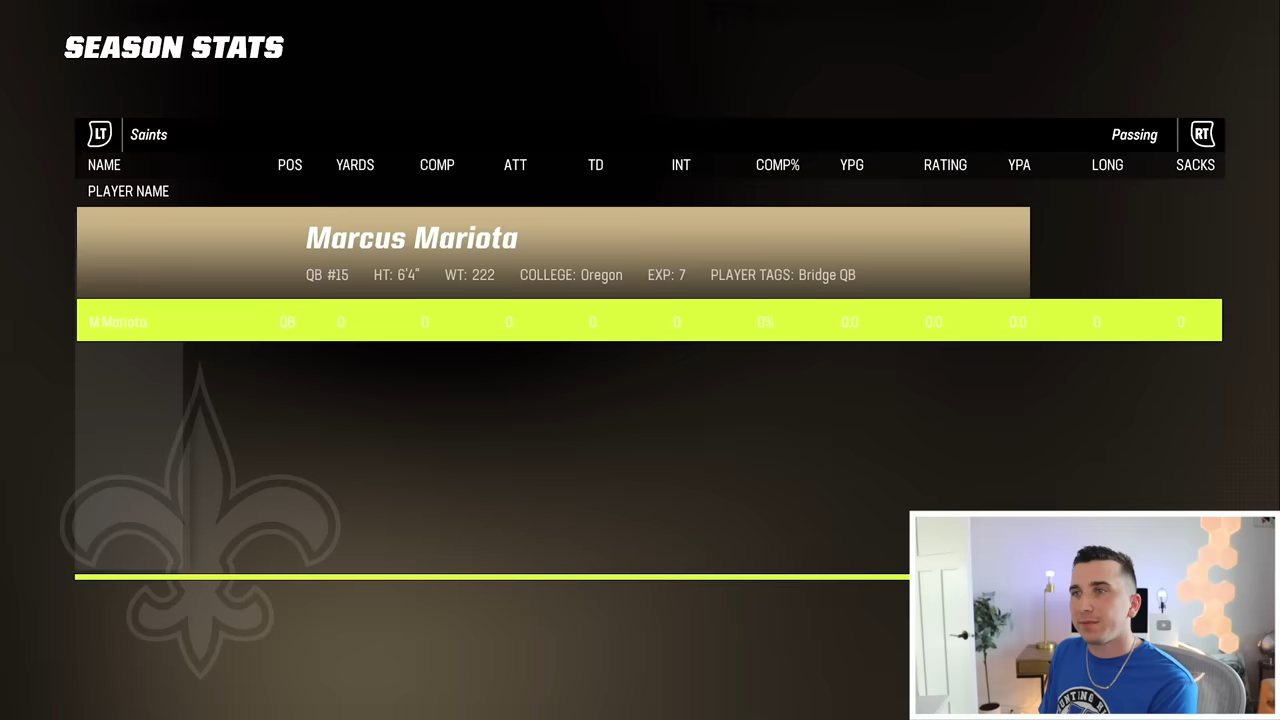 SEASON STATS
LT Saints Passing RT
NAME POS YARDS COMP ATT TD INT COMP% YPG RATING YPA LONG SACKS
PLAYER NAME
Marcus Mariota
QB #15 HT: 6'4" WT: 222 COLLEGE: Oregon EXP: 7 PLAYER TAGS: Bridge QB
M.Mariota QB 0 0 0 0 0 0% 0.0 0.0 0.0 0 0